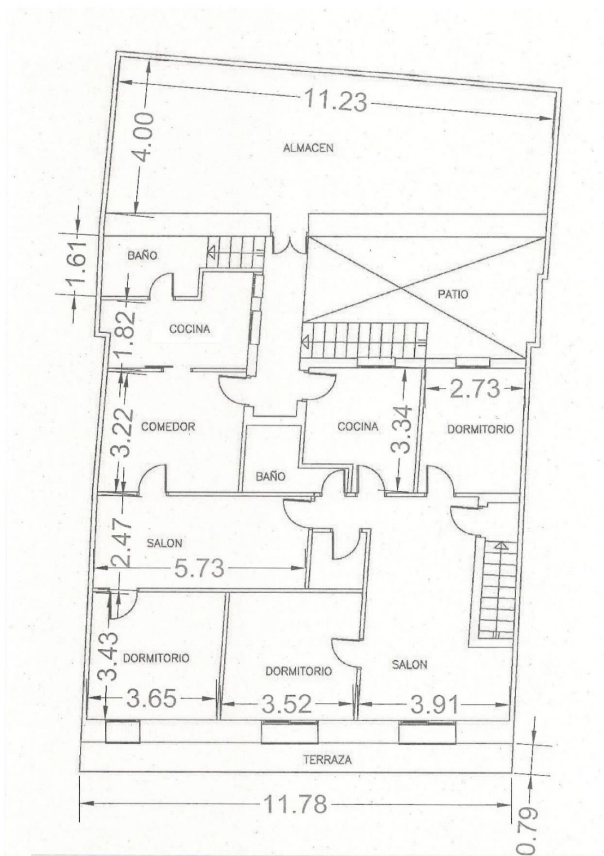 11.23
4.00
ALMACEN
1.61
BAÑO
PATIO
1.82
COCINA
2.73
3.22
COMEDOR
COCINA
3.34
DORMITORIO
BAÑO
2.47
SALON
5.73
3.43
DORMITORIO
DORMITORIO
SALON
3.65
3.52
3.91
TERRAZA
11.78
0.79